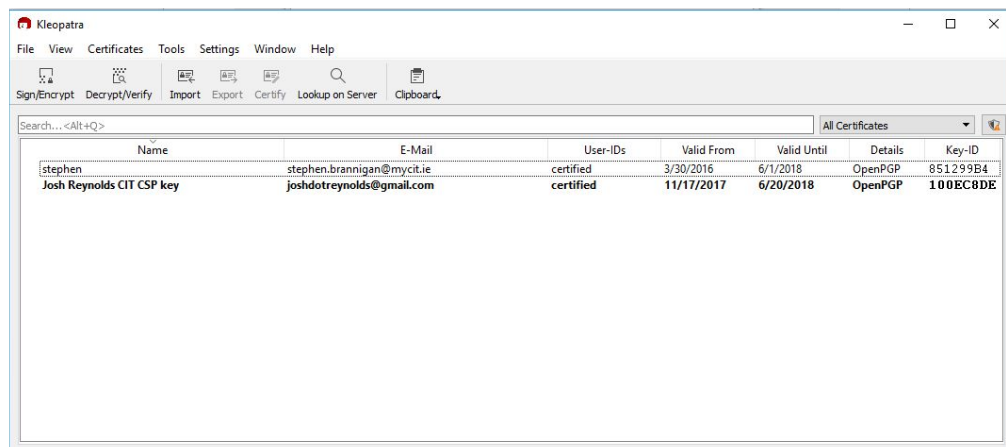 Kleopatra
File View Certificates Tools Settings Window Help
Sign/Encrypt Decrypt/Verify Import Export Certify Lookup on Server Clipboard
Search...<Alt+Q> All Certificates
Name E-Mail User-IDs Valid From Valid Until Details Key-ID
stephen stephen.brannigan@mycit.ie certified 3/30/2016 6/1/2018 OpenPGP 851299B4
Josh Reynolds CIT CSP key joshdotreynolds@gmail.com certified 11/17/2017 6/20/2018 OpenPGP 100EC8DE